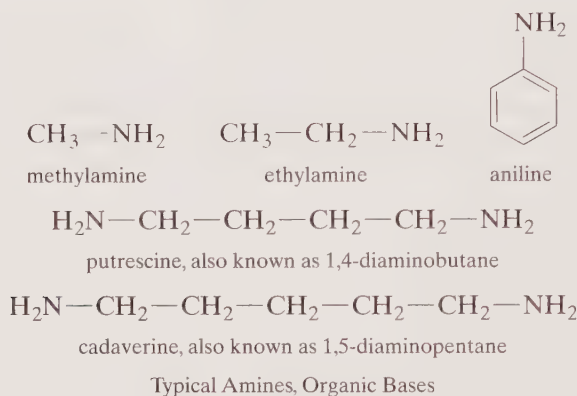 NH₂
CH₃-NH₂
CH₃—CH₂—NH₂
methylamine
ethylamine
aniline
H₂N—CH₂—CH₂—CH₂—CH₂—NH₂
putrescine, also known as 1,4-diaminobutane
H₂N—CH₂—CH₂—CH₂—CH₂—CH₂—NH₂
cadaverine, also known as 1,5-diaminopentane
Typical Amines, Organic Bases